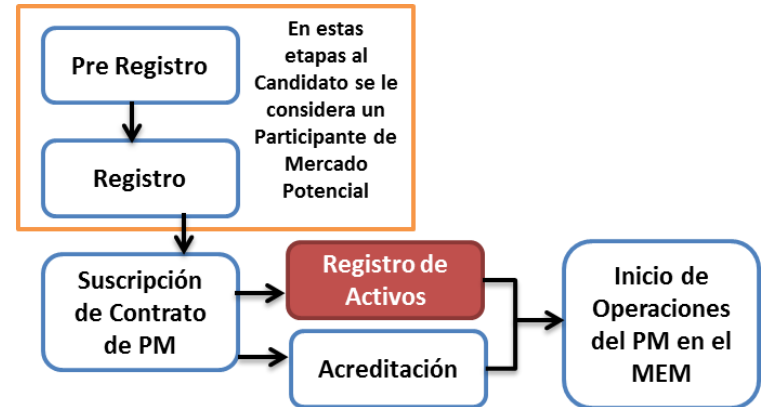 Pre Registro
En estas
etapas al
Candidato se le
considera un
Participante de
Mercado
Potencial
Registro
Suscripción
de Contrato
de PM
Registro de
Activos
Acreditación
Inicio de
Operaciones
del PM en el
MEM